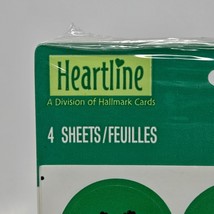 Heartline
A Division of Hallmark Cards
4 SHEETS/FEUILLES